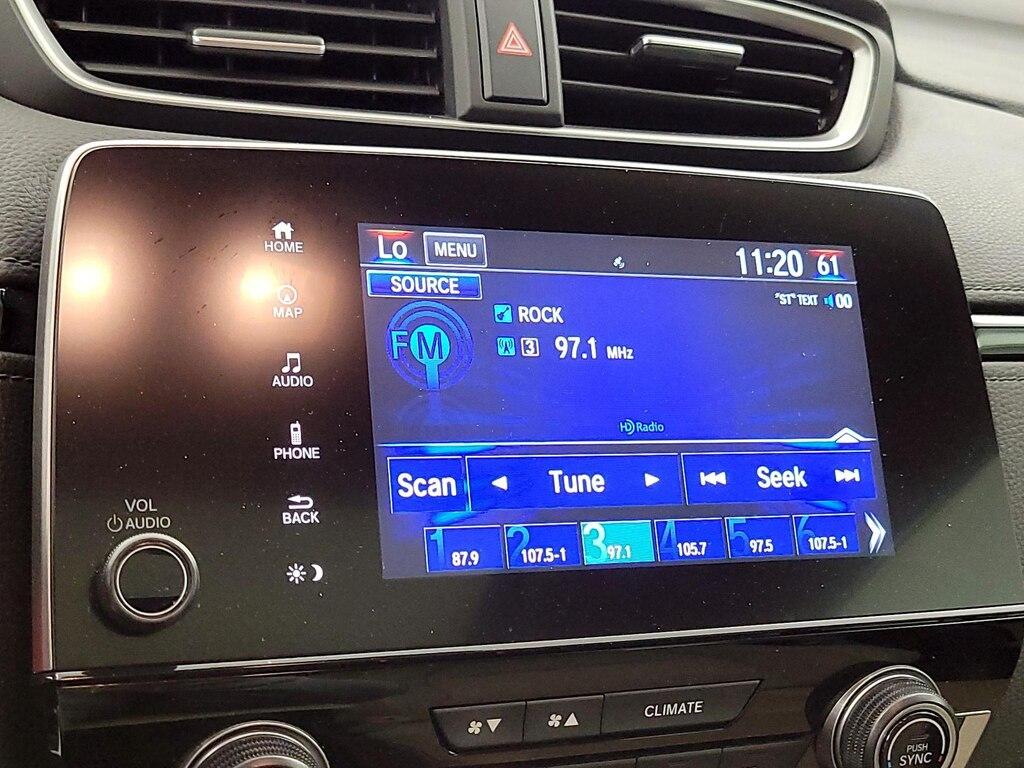 HOME
MAP
AUDIO
PHONE
BACK
VOL
AUDIO
Lo MENU 11:20 61
SOURCE "ST" TEXT 00
FM ROCK
3 97.1 MHz
HD Radio
Scan Tune Seek
1 87.9 2 107.5-1 3 97.1 4 105.7 5 97.5 6 107.5-1
CLIMATE
PUSH
SYNC